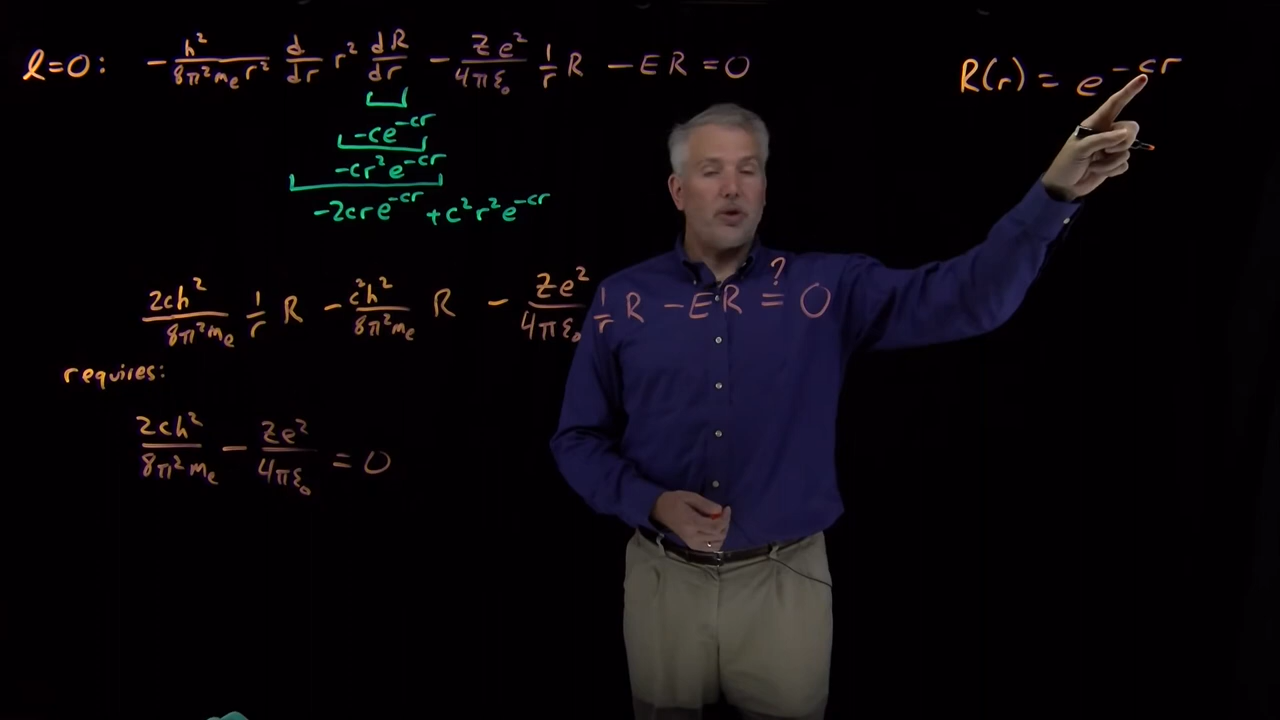 l=0: - h²/8π²mₑr² d/dr r² dR/dr - Ze²/4πε₀ 1/r R - ER = 0
R(r) = e^-cr
-ce^-cr
-cr²e^-cr
-2cre^-cr + c²r²e^-cr
2ch²/8π²mₑ 1/r R - c²h²/8π²mₑ R - Ze²/4πε₀ 1/r R - ER ≟ 0
requires:
2ch²/8π²mₑ - Ze²/4πε₀ = 0